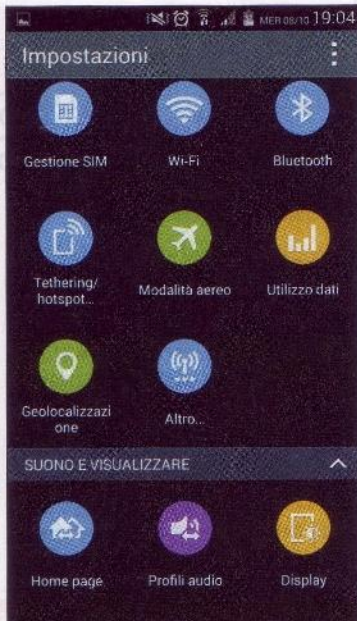 MER 08/10 19:04
Impostazioni
Gestione SIM
Wi-Fi
Bluetooth
Tethering/
hotspot...
Modalità aereo
Utilizzo dati
Geolocalizzazi
one
Altro...
SUONO E VISUALIZZARE
Home page
Profili audio
Display